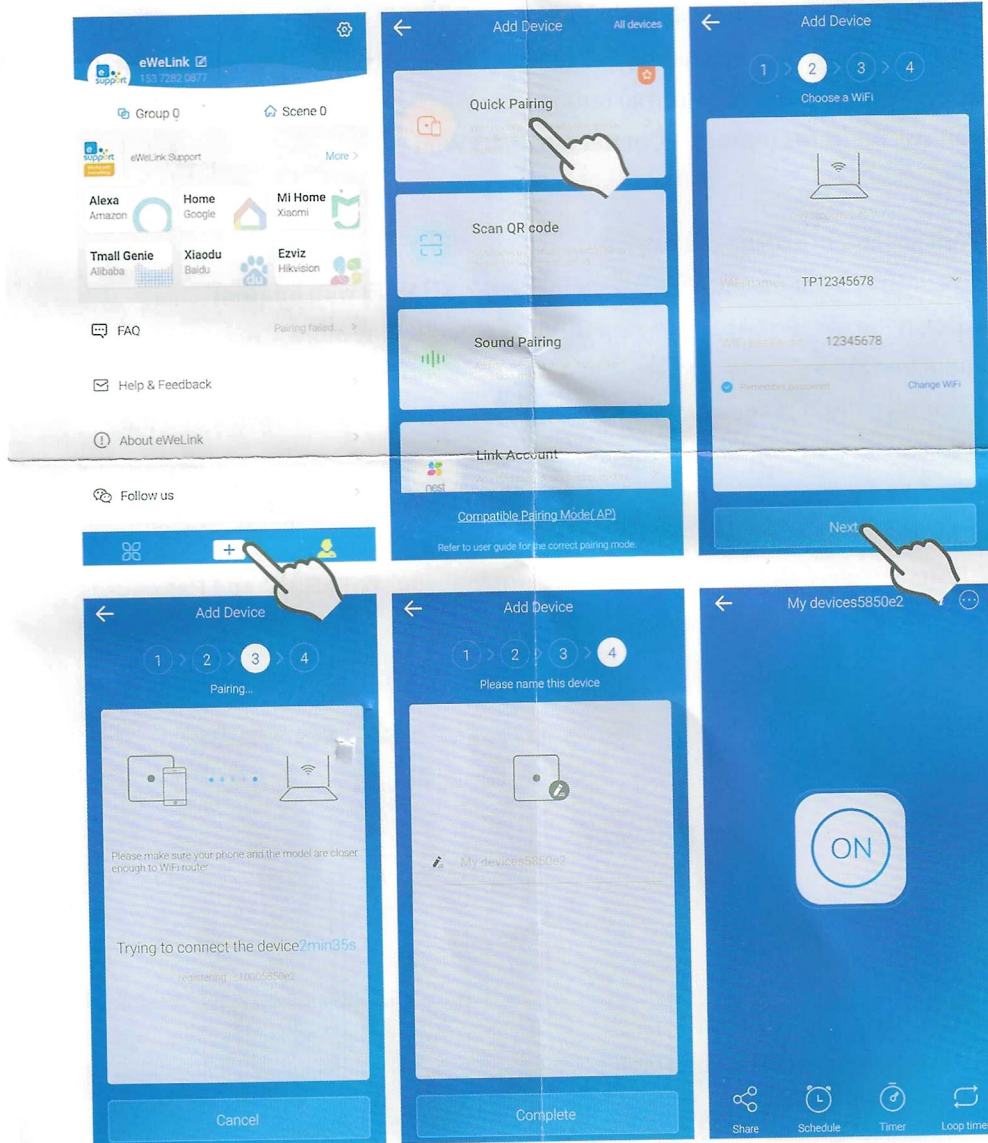 eWeLink
153 7282 0877
support
Group 0
Scene 0
support
eWeLink Support
More >
Alexa
Amazon
Home
Google
Mi Home
Xiaomi
Tmall Genie
Alibaba
Xiaodu
Baidu
du
Ezviz
Hikvision
FAQ
Pairing failed... >
Help & Feedback
About eWeLink
Follow us
Add Device
All devices
Quick Pairing
Scan QR code
Sound Pairing
Link Account
nest
Compatible Pairing Mode( AP)
Refer to user guide for the correct pairing mode.
Add Device
1 > 2 > 3 > 4
Choose a WiFi
TP12345678
12345678
Remember password
Change WiFi
Next
Add Device
1 > 2 > 3 > 4
Pairing...
Please make sure your phone and the model are closer
enough to WiFi router
Trying to connect the device2min35s
registering
Add Device
1 > 2 > 3 > 4
Please name this device
My devices5850e2
Complete
Cancel
My devices5850e2
ON
Share
Schedule
Timer
Loop time